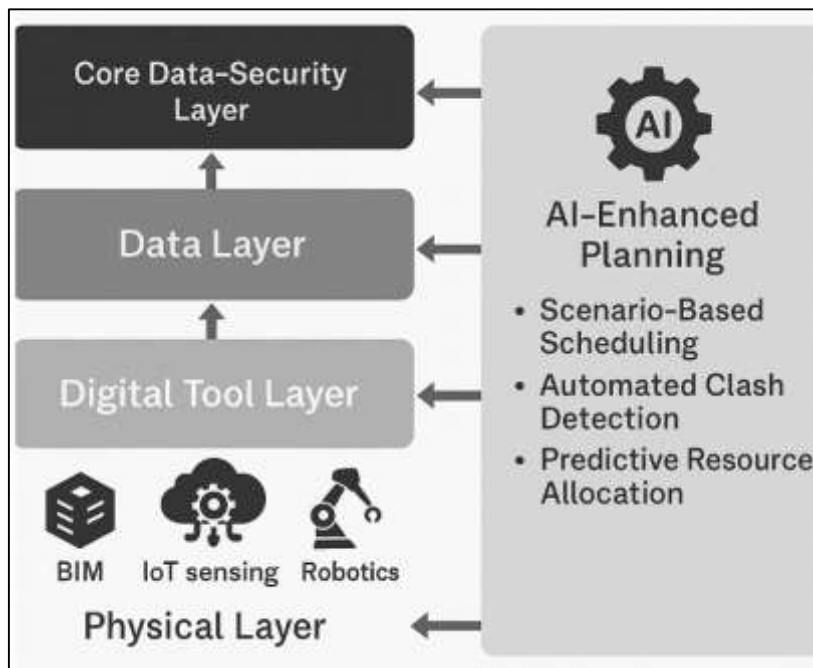 Core Data-Security
Layer
Data Layer
Digital Tool Layer
BIM
IoT sensing
Robotics
Physical Layer
AI
AI-Enhanced
Planning
• Scenario-Based
Scheduling
• Automated Clash
Detection
• Predictive Resource
Allocation